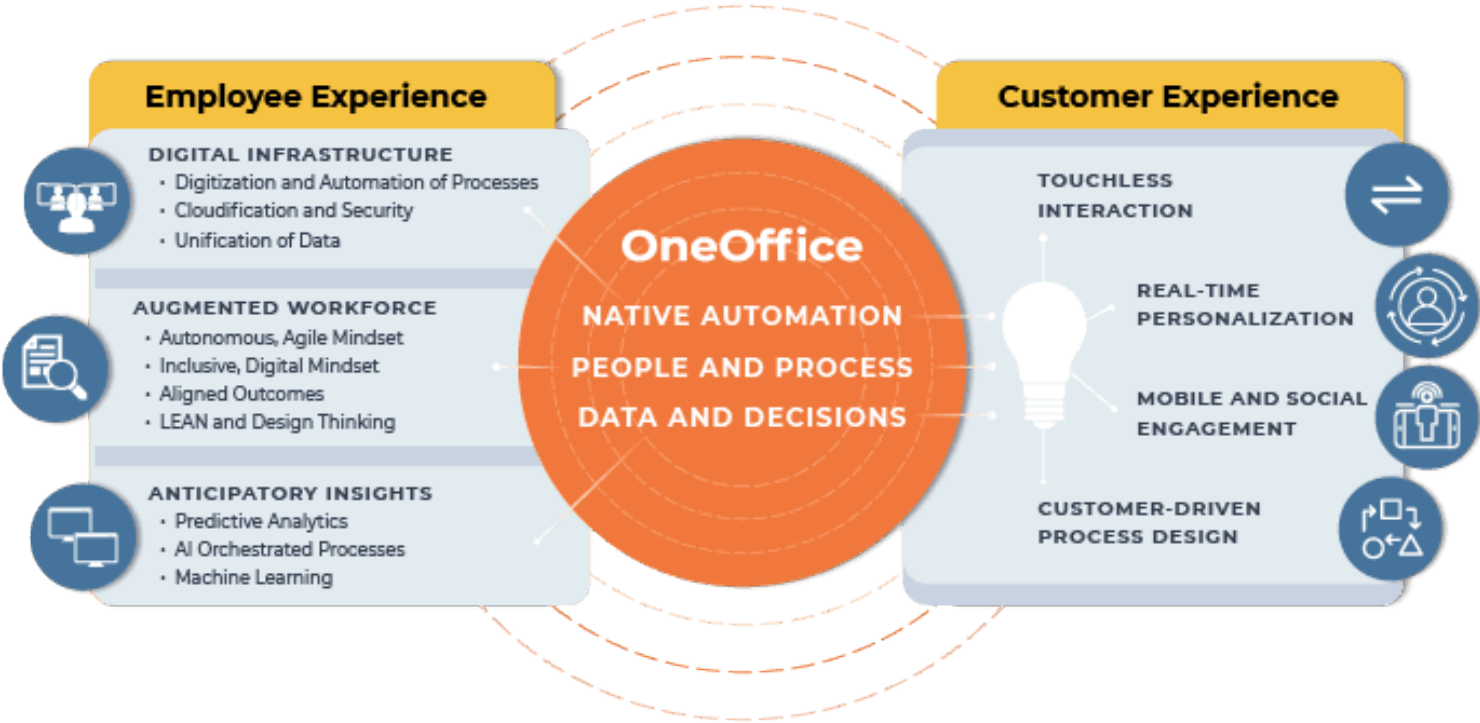 Employee Experience
DIGITAL INFRASTRUCTURE
• Digitization and Automation of Processes
• Cloudification and Security
• Unification of Data
AUGMENTED WORKFORCE
• Autonomous, Agile Mindset
• Inclusive, Digital Mindset
• Aligned Outcomes
• LEAN and Design Thinking
ANTICIPATORY INSIGHTS
• Predictive Analytics
• AI Orchestrated Processes
• Machine Learning
OneOffice
NATIVE AUTOMATION
PEOPLE AND PROCESS
DATA AND DECISIONS
Customer Experience
TOUCHLESS
INTERACTION
REAL-TIME
PERSONALIZATION
MOBILE AND SOCIAL
ENGAGEMENT
CUSTOMER-DRIVEN
PROCESS DESIGN